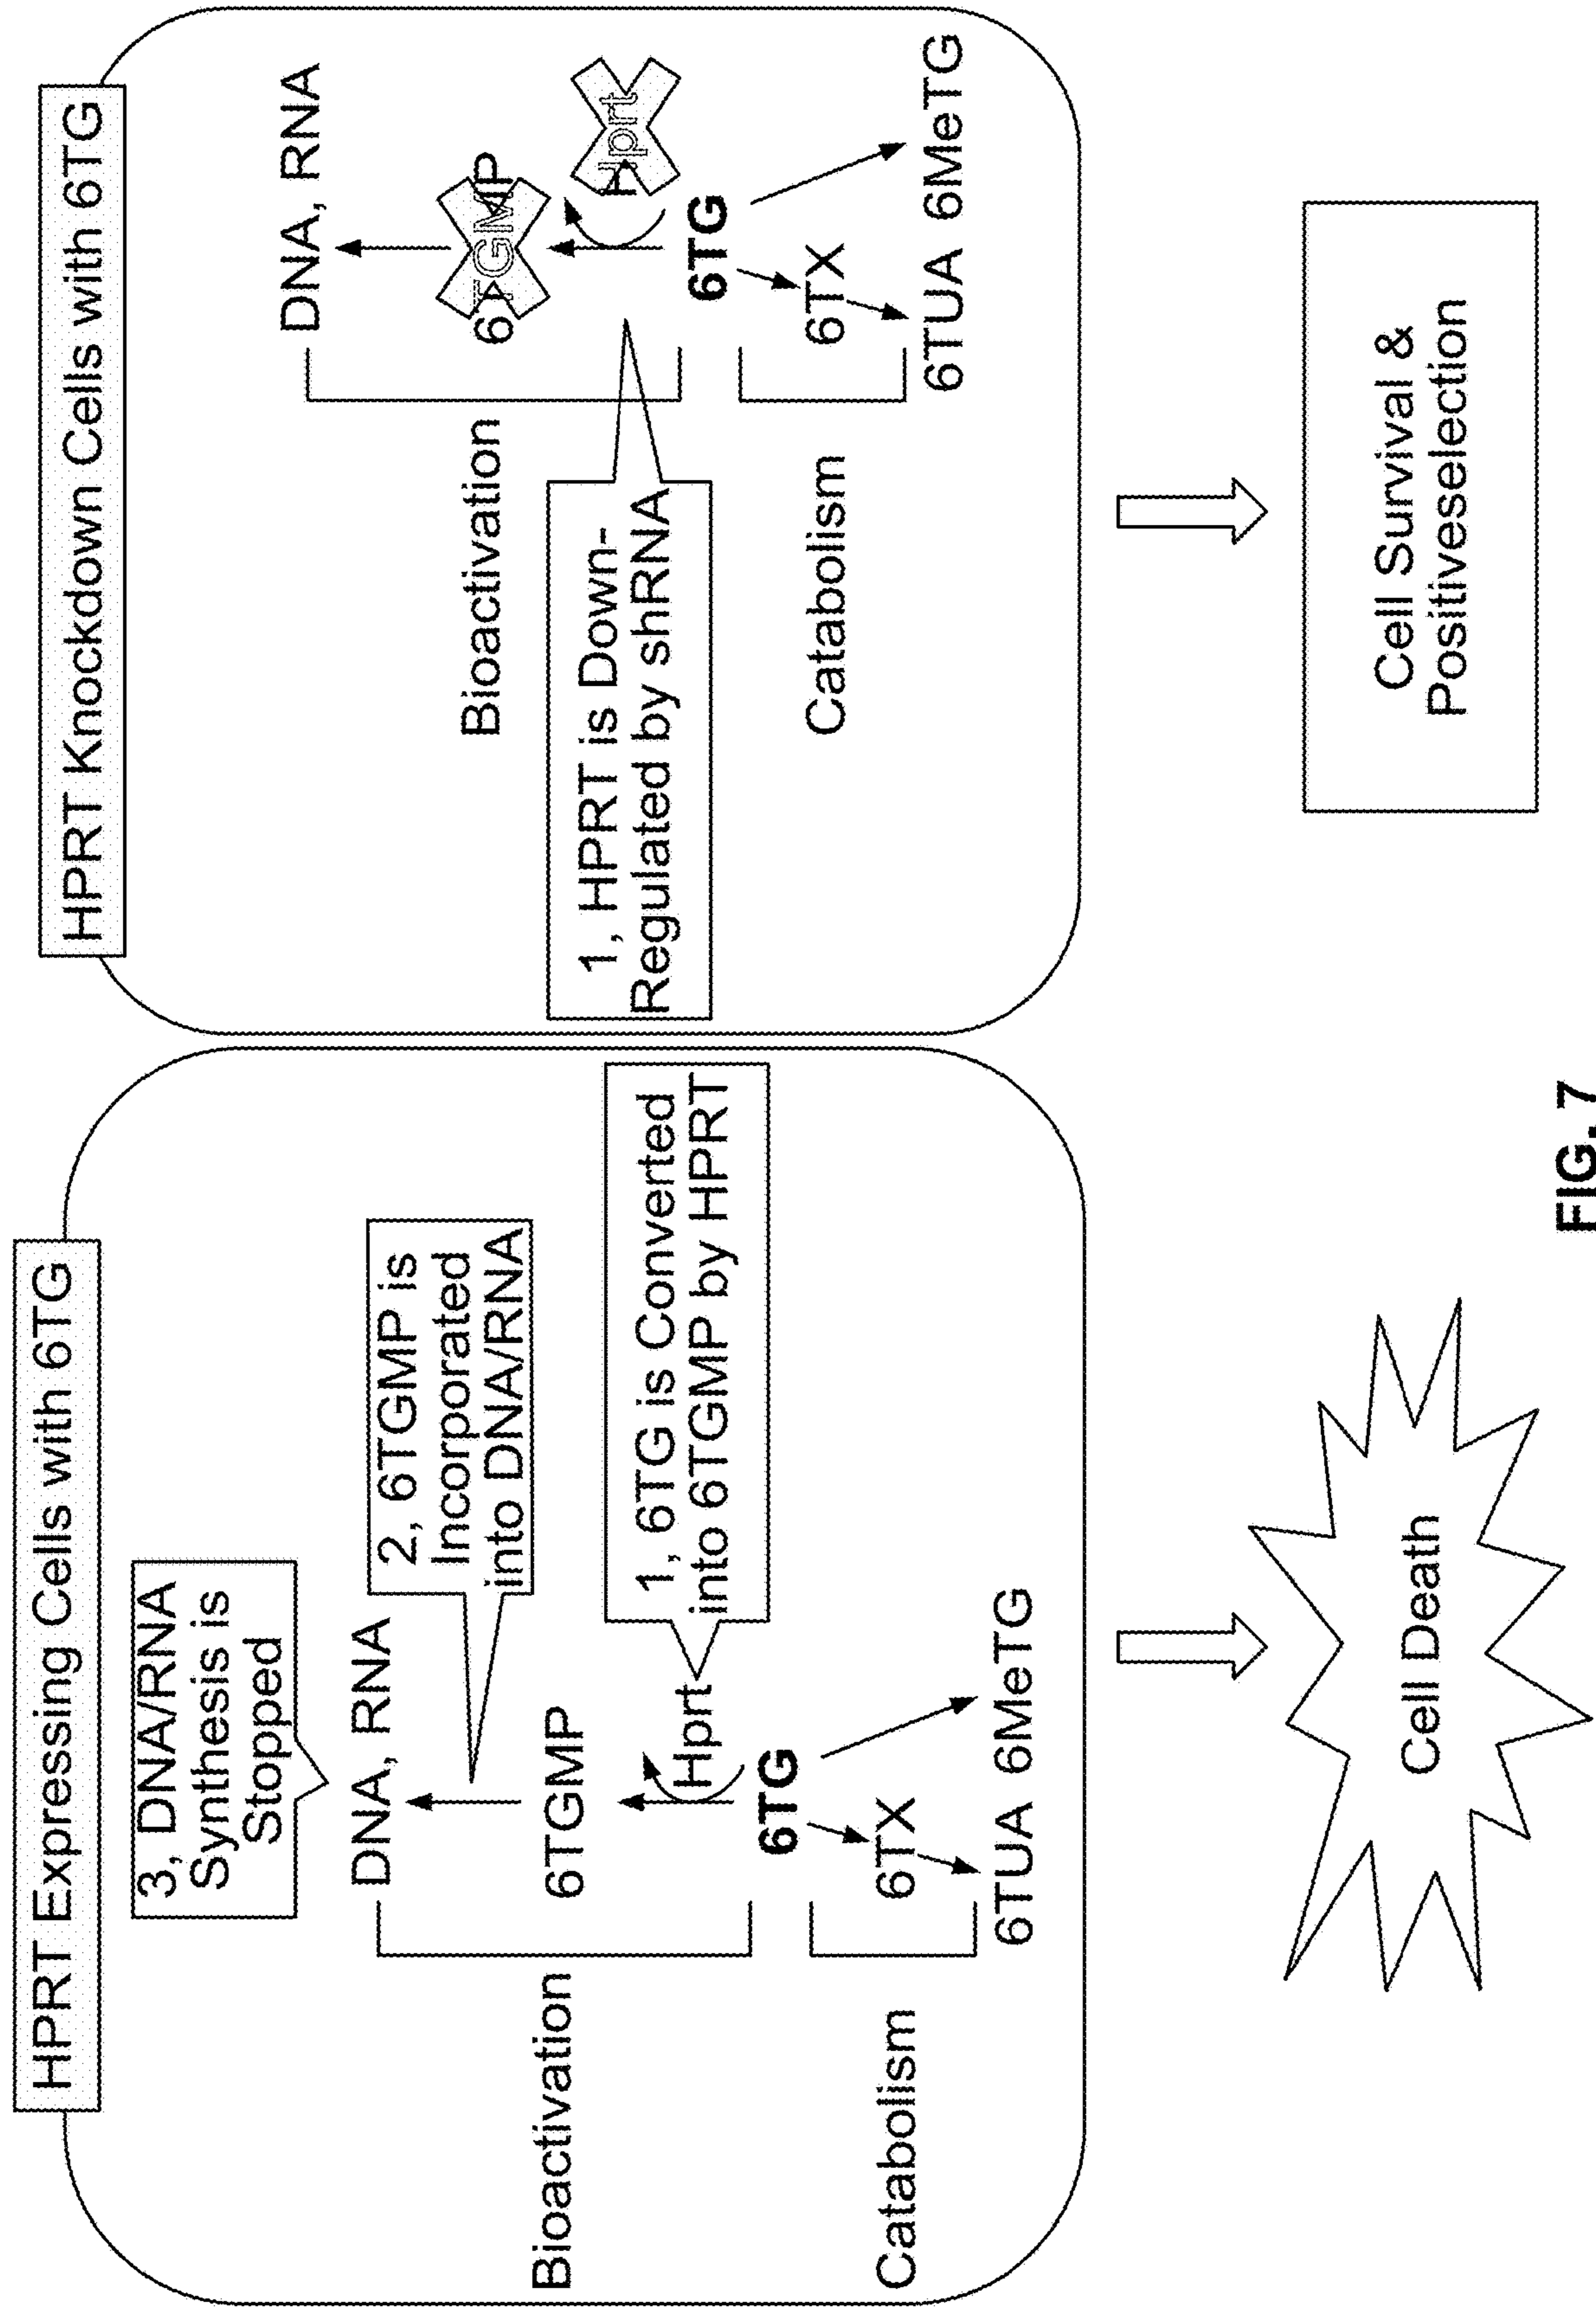 HPRT Expressing Cells with 6TG
3, DNA/RNA
Synthesis is
Stopped
DNA, RNA
2, 6TGMP is
Incorporated
into DNA/RNA
Bioactivation
6TGMP
Hprt
1, 6TG is Converted
into 6TGMP by HPRT
6TG
Catabolism
6TX
6TUA 6MeTG
Cell Death
HPRT Knockdown Cells with 6TG
DNA, RNA
Bioactivation
6TGMP
Hprt
1, HPRT is Down-
Regulated by shRNA
6TG
Catabolism
6TX
6TUA 6MeTG
Cell Survival &
Positiveselection
FIG. 7